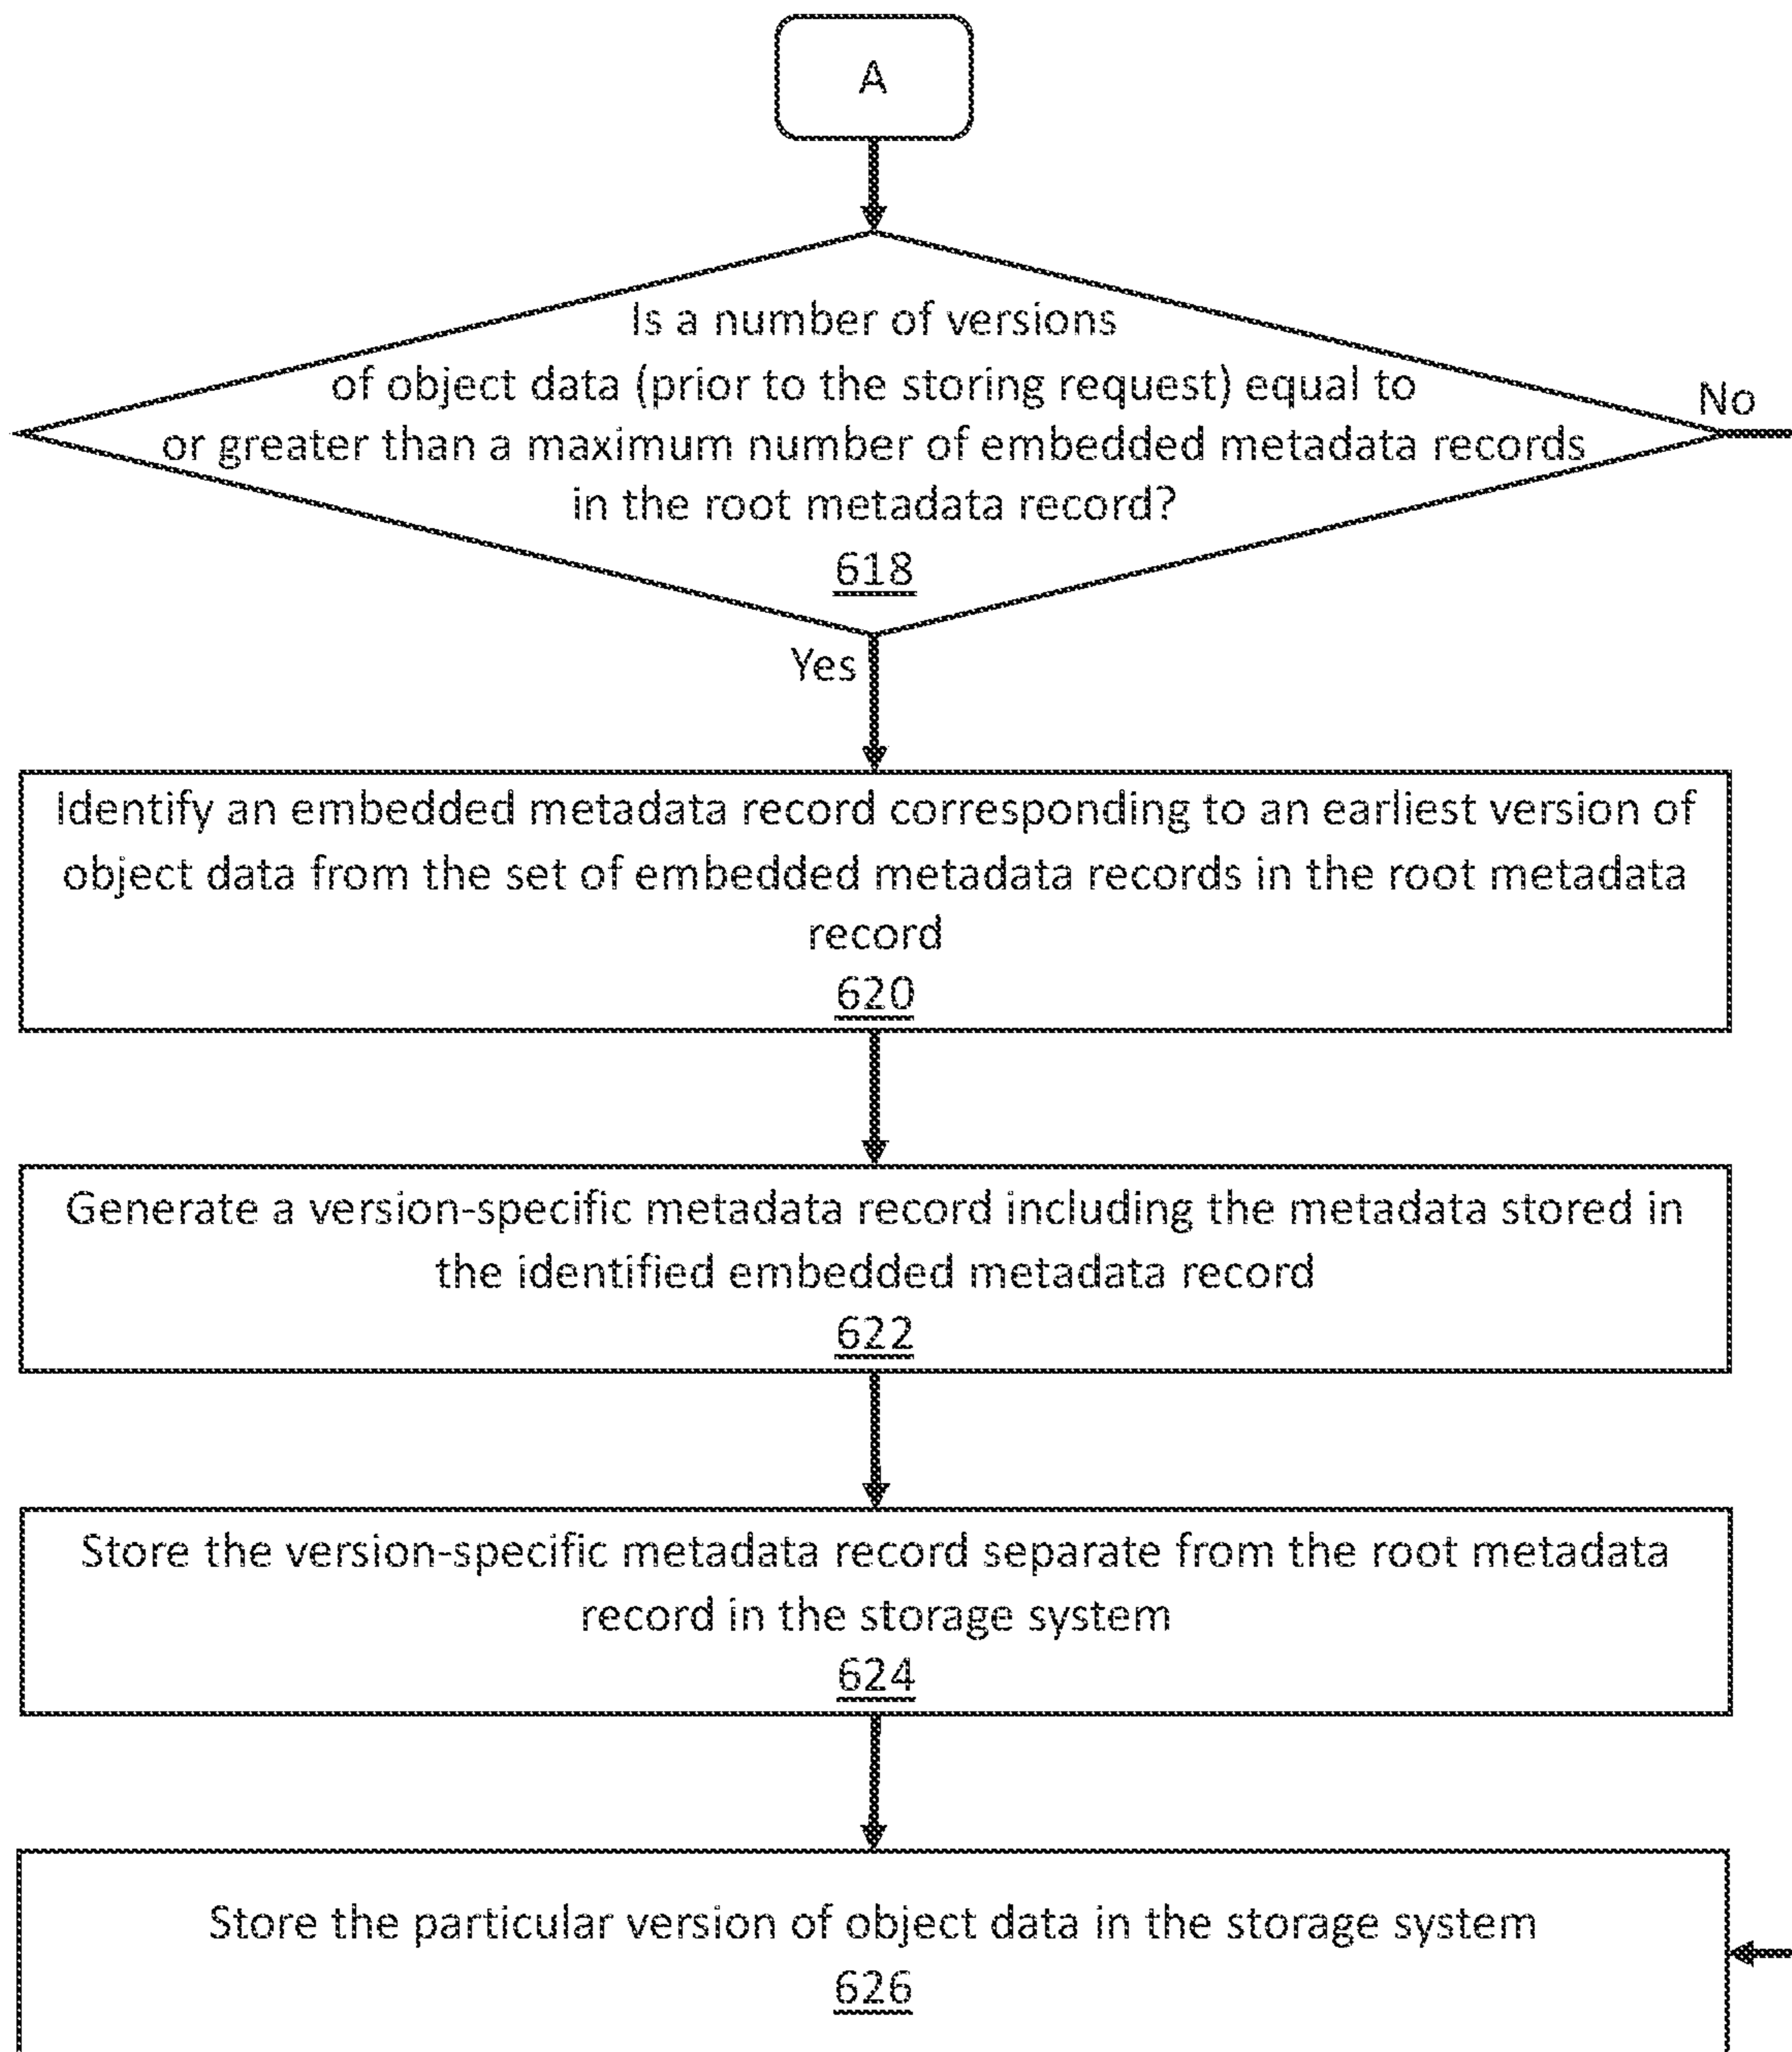 A
Is a number of versions
of object data (prior to the storing request) equal to
or greater than a maximum number of embedded metadata records
in the root metadata record?
618
No
Yes
Identify an embedded metadata record corresponding to an earliest version of
object data from the set of embedded metadata records in the root metadata
record
620
Generate a version-specific metadata record including the metadata stored in
the identified embedded metadata record
622
Store the version-specific metadata record separate from the root metadata
record in the storage system
624
Store the particular version of object data in the storage system
626